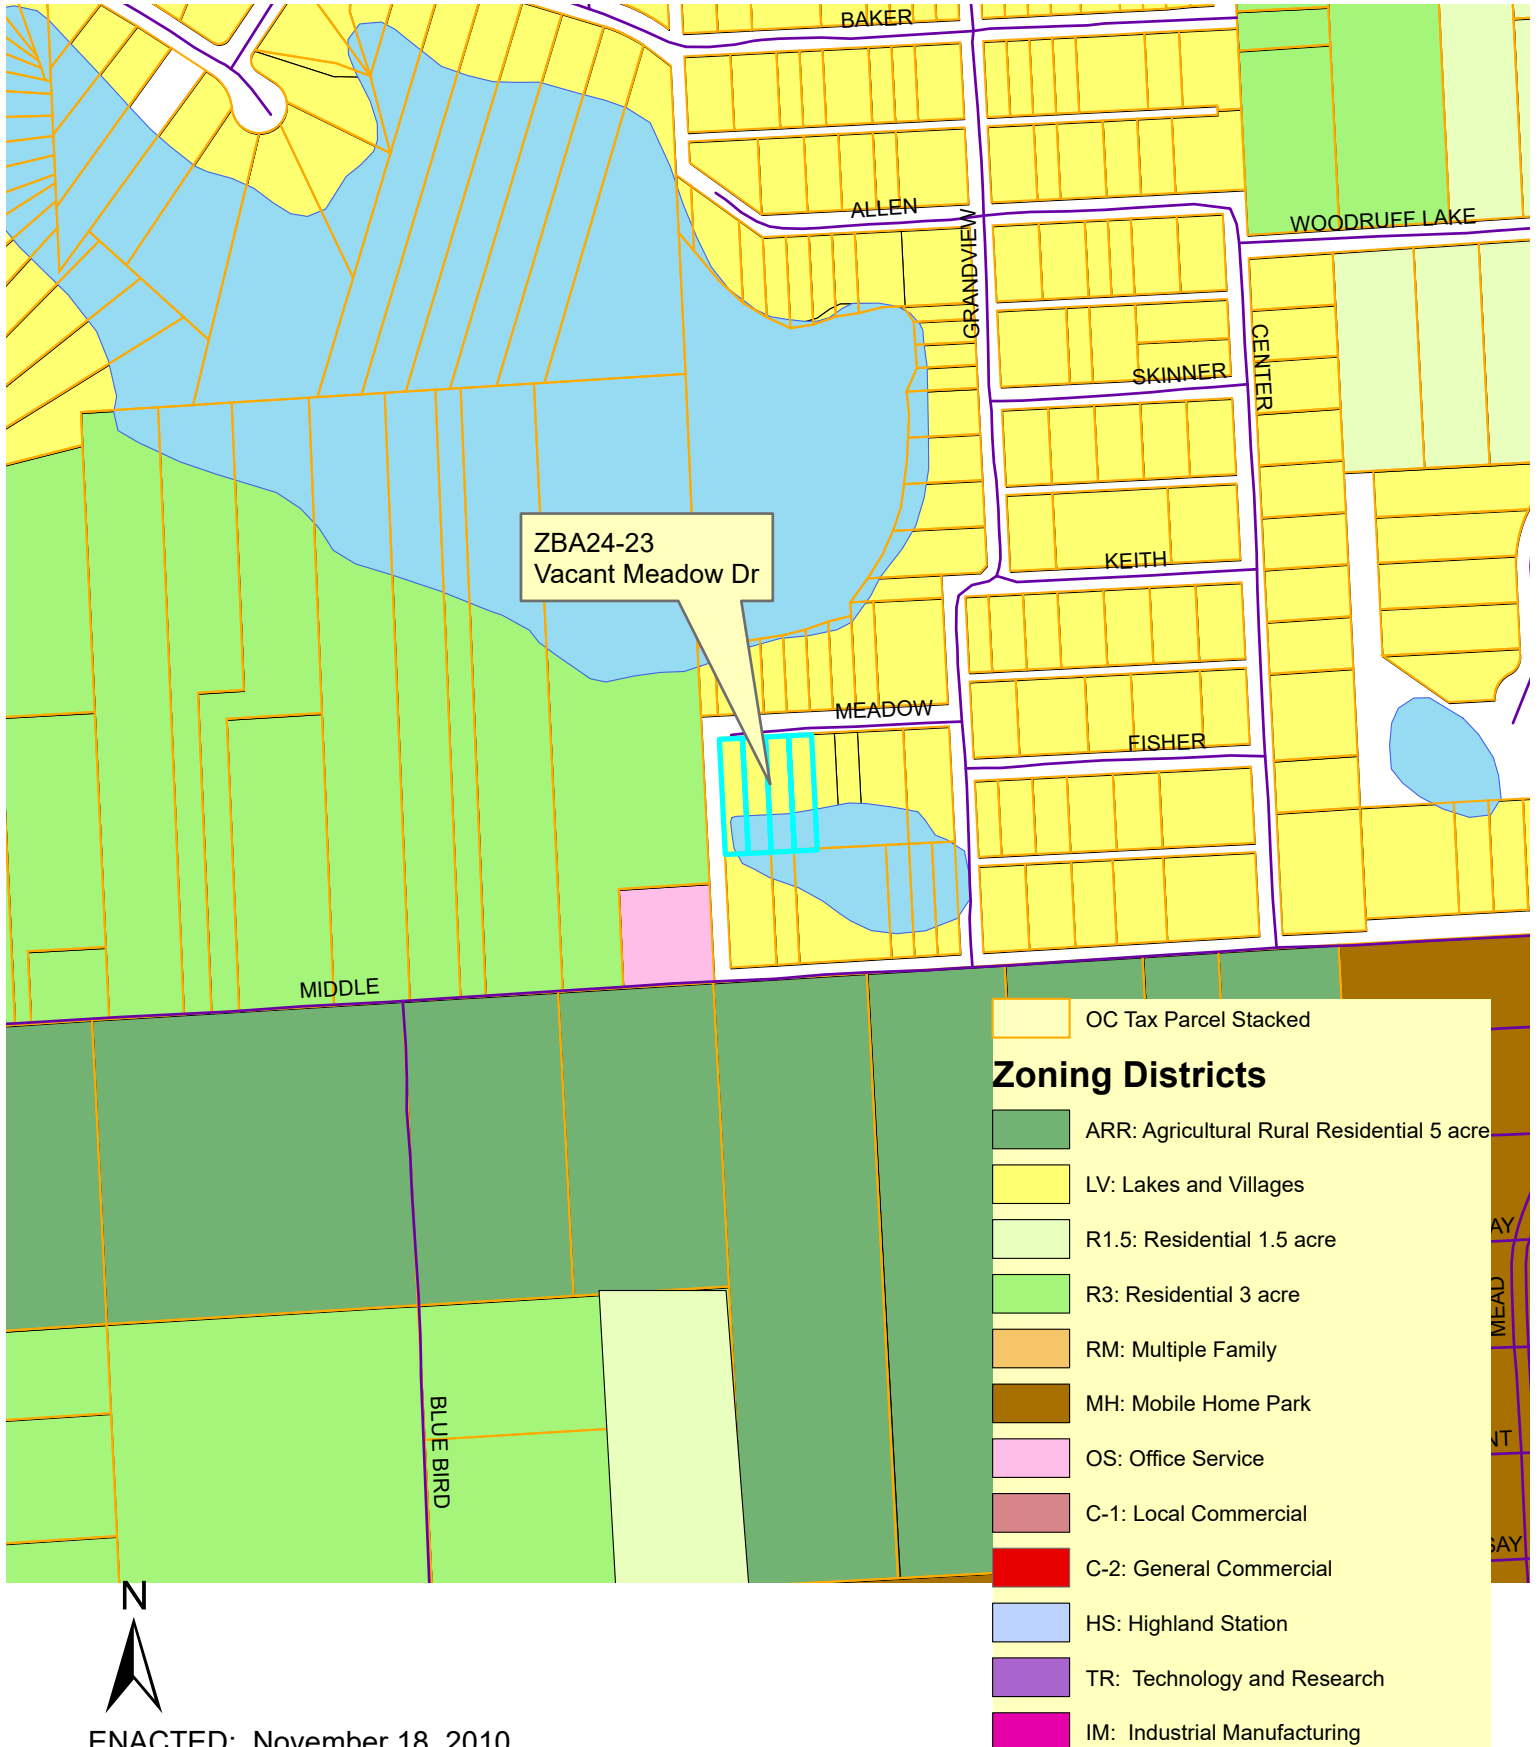 BAKER
ALLEN
GRANDVIEW
WOODRUFF LAKE
CENTER
SKINNER
ZBA24-23
Vacant Meadow Dr
KEITH
MEADOW
FISHER
MIDDLE
OC Tax Parcel Stacked
Zoning Districts
ARR: Agricultural Rural Residential 5 acre
LV: Lakes and Villages
R1.5: Residential 1.5 acre
AY
R3: Residential 3 acre
MEAD
RM: Multiple Family
MH: Mobile Home Park
BLUE BIRD
NT
OS: Office Service
C-1: Local Commercial
SAY
C-2: General Commercial
N
HS: Highland Station
TR: Technology and Research
IM: Industrial Manufacturing
ENACTED: November 18, 2010